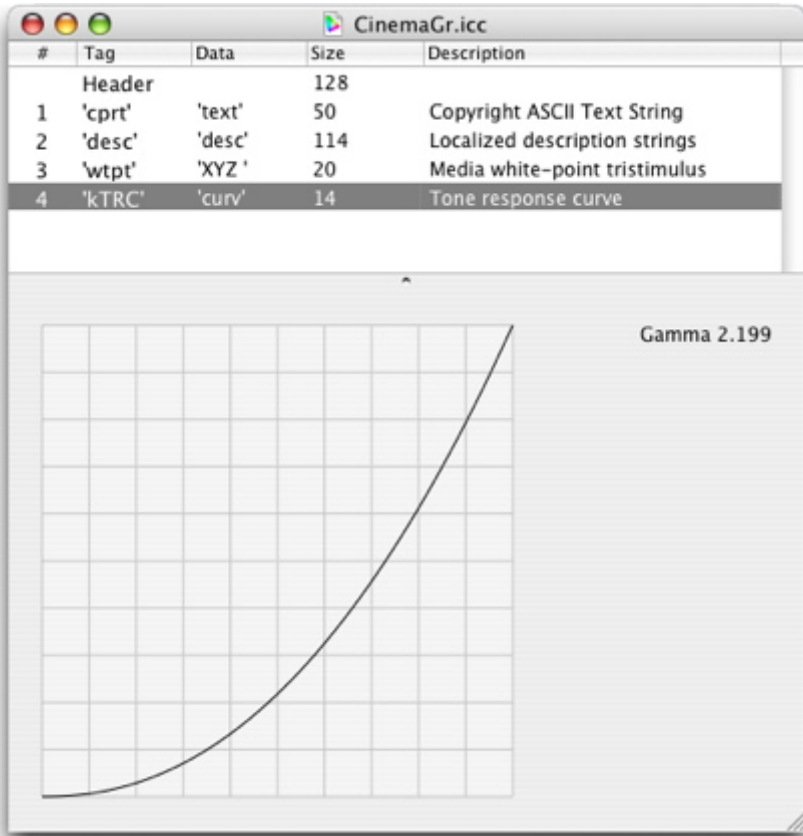 CinemaGr.icc
# Tag Data Size Description
Header 128
1 'cprt' 'text' 50 Copyright ASCII Text String
2 'desc' 'desc' 114 Localized description strings
3 'wtpt' 'XYZ ' 20 Media white-point tristimulus
4 'kTRC' 'curv' 14 Tone response curve
Gamma 2.199